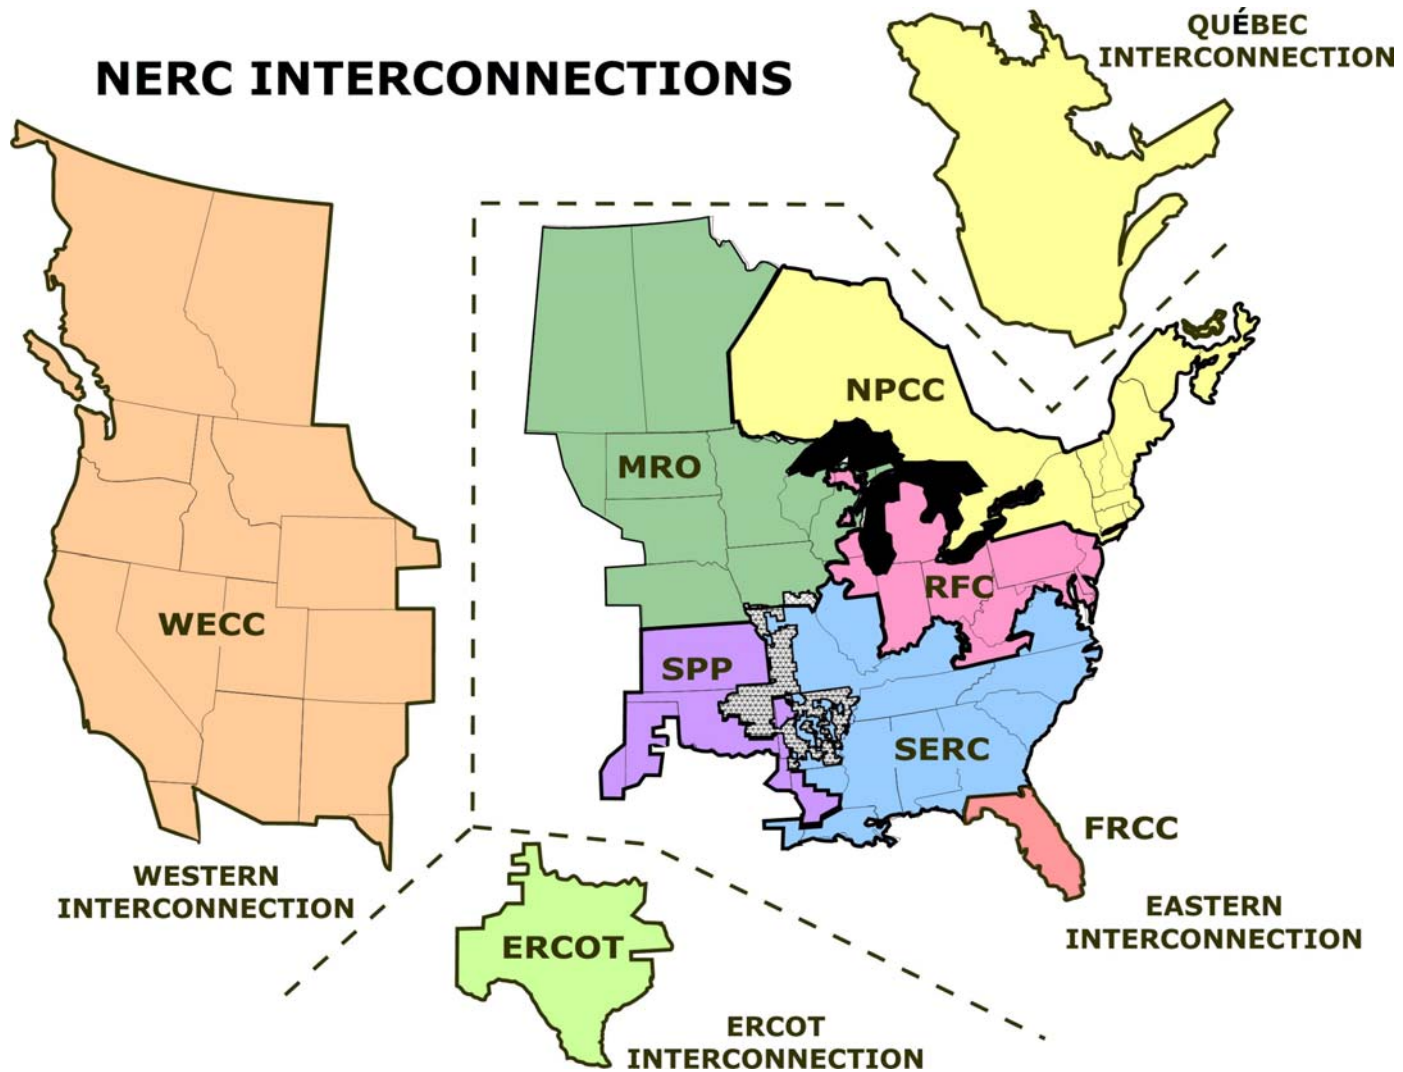 QUÉBEC
INTERCONNECTION
NERC INTERCONNECTIONS
NPCC
MRO
RFC
WECC
SPP
SERC
FRCC
WESTERN
INTERCONNECTION
EASTERN
INTERCONNECTION
ERCOT
ERCOT
INTERCONNECTION